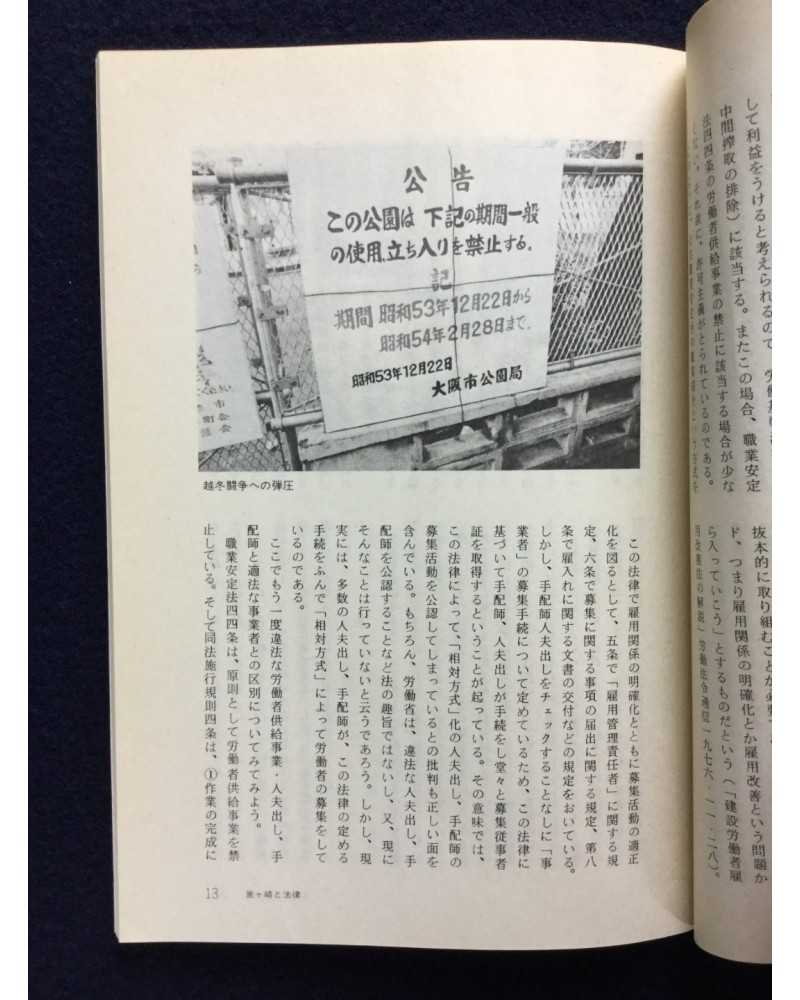 して利益をうけると考えられるので
中間搾取の排除）に該当する。またこの場合、職業安定
法四四条の労働者供給事業の禁止に該当する場合が少な
抜本的に取り組むことが必要
ド、つまり雇用関係の明確化とか雇用改善という問題か
ら入っていこう」とするものだという（「建設労働者雇
用改善法の解説」労働法令通信一九七六・一一・二八）。
公告
この公園は 下記の期間一般
の使用、立ち入りを禁止する。
記
期間 昭和53年12月22日から
昭和54年2月28日まで、
昭和53年12月22日
大阪市公園局
越冬闘争への弾圧
この法律で雇用関係の明確化とともに募集活動の適正
化を図るとして、五条で「雇用管理責任者」に関する規
定、六条で募集に関する事項の届出に関する規定、第八
条で雇入れに関する文書の交付などの規定をおいている。
しかし、手配師人夫出しをチェックすることなしに「事
業者」の募集手続について定めているため、この法律に
基づいて手配師、人夫出しが手続をし堂々と募集従事者
証を取得するということが起っている。その意味では、
この法律によって、「相対方式」化の人夫出し、手配師の
募集活動を公認してしまっているとの批判も正しい面を
含んでいる。もちろん、労働省は、違法な人夫出し、手
配師を公認することなど法の趣旨ではないし、又、現に
そんなことは行っていないと云うであろう。しかし、現
実には、多数の人夫出し、手配師が、この法律の定める
手続をふんで「相対方式」によって労働者の募集をして
いるのである。
ここでもう一度違法な労働者供給事業・人夫出し、手
配師と適法な事業者との区別についてみてみよう。
職業安定法四四条は、原則として労働者供給事業を禁
止している。そして同法施行規則四条は、①作業の完成に
13 釜ヶ崎と法律